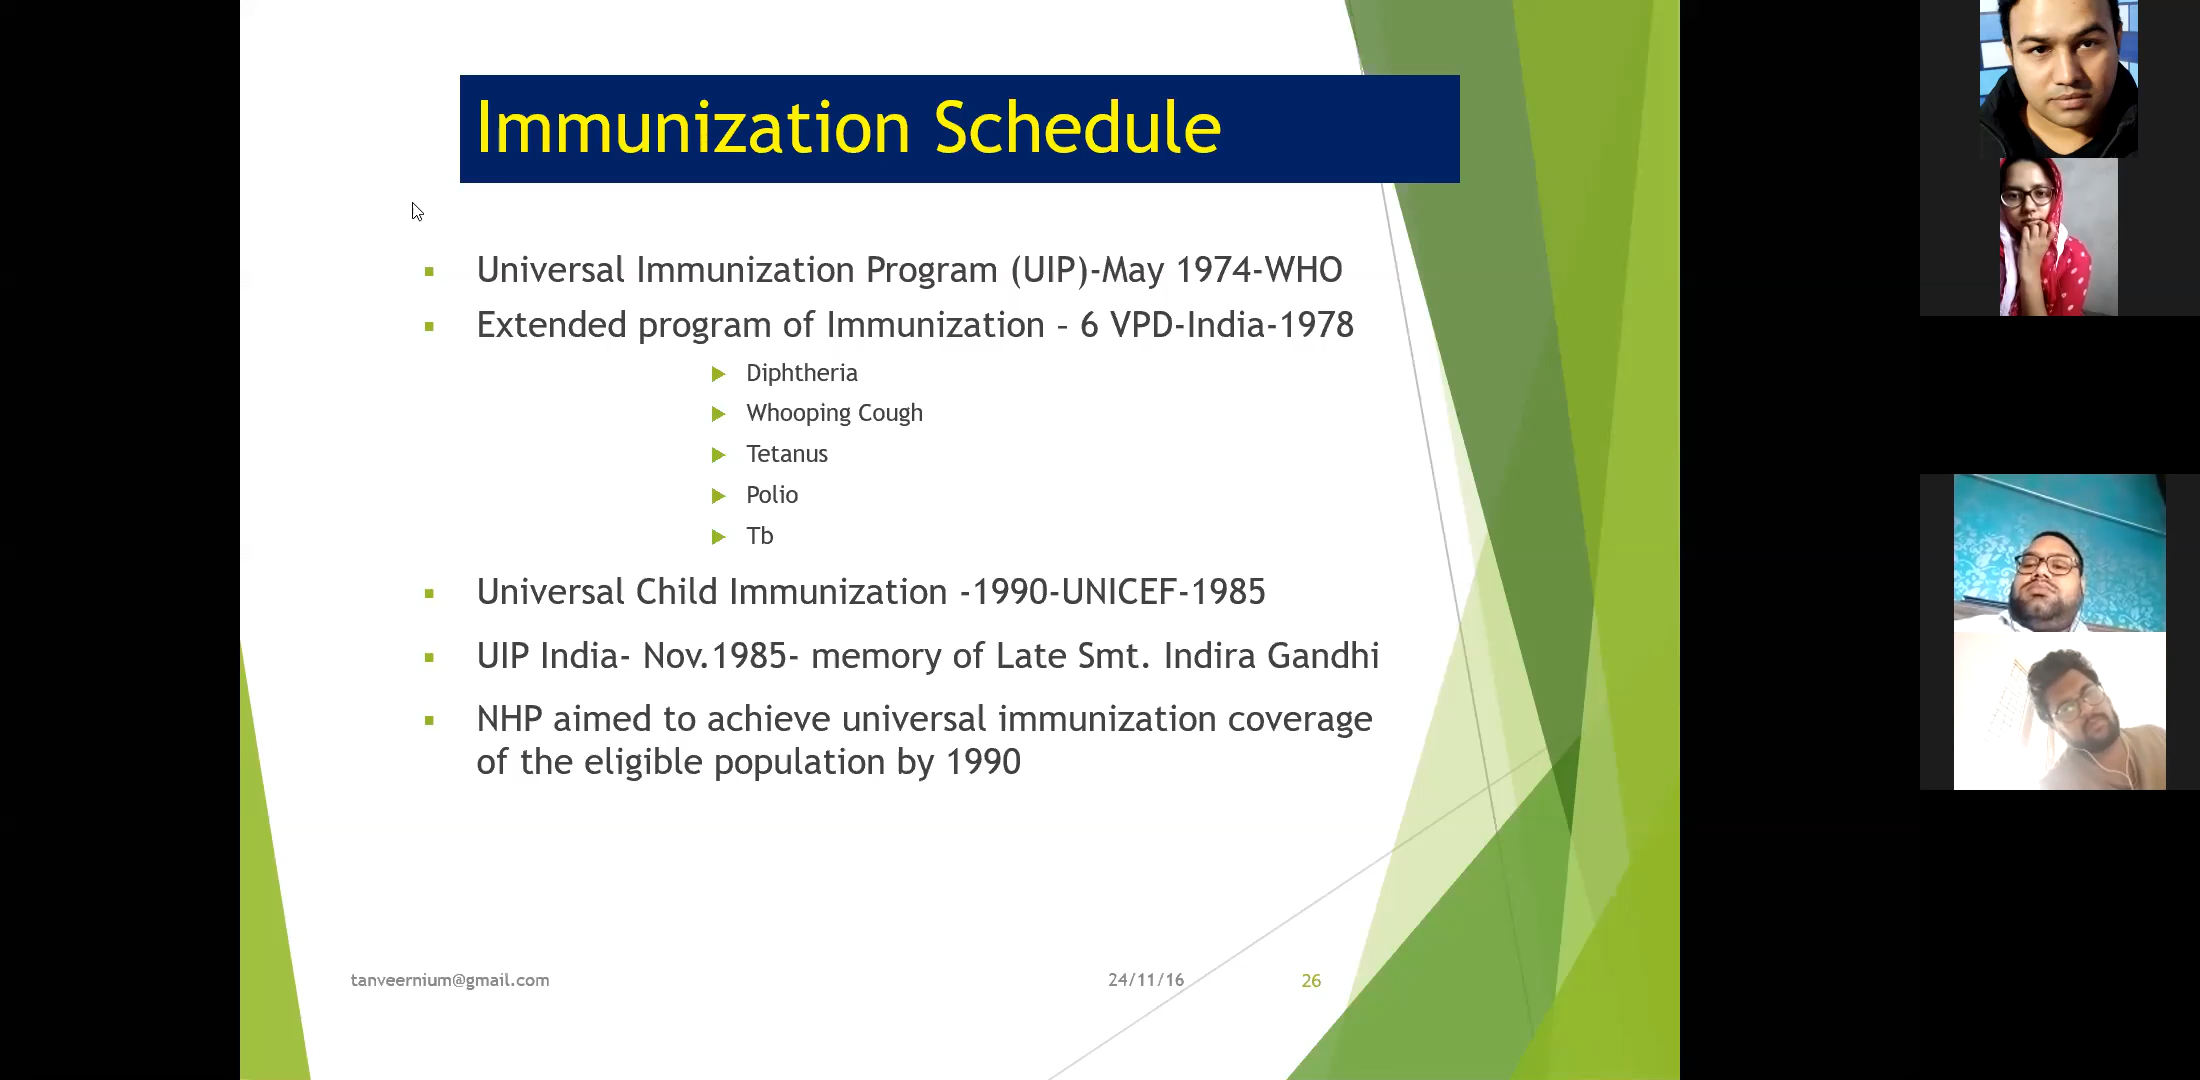 Immunization Schedule
Universal Immunization Program (UIP)-May 1974-WHO
Extended program of Immunization – 6 VPD-India-1978
Diphtheria
Whooping Cough
Tetanus
Polio
Tb
Universal Child Immunization -1990-UNICEF-1985
UIP India- Nov.1985- memory of Late Smt. Indira Gandhi
NHP aimed to achieve universal immunization coverage
of the eligible population by 1990
tanveernium@gmail.com
24/11/16
26